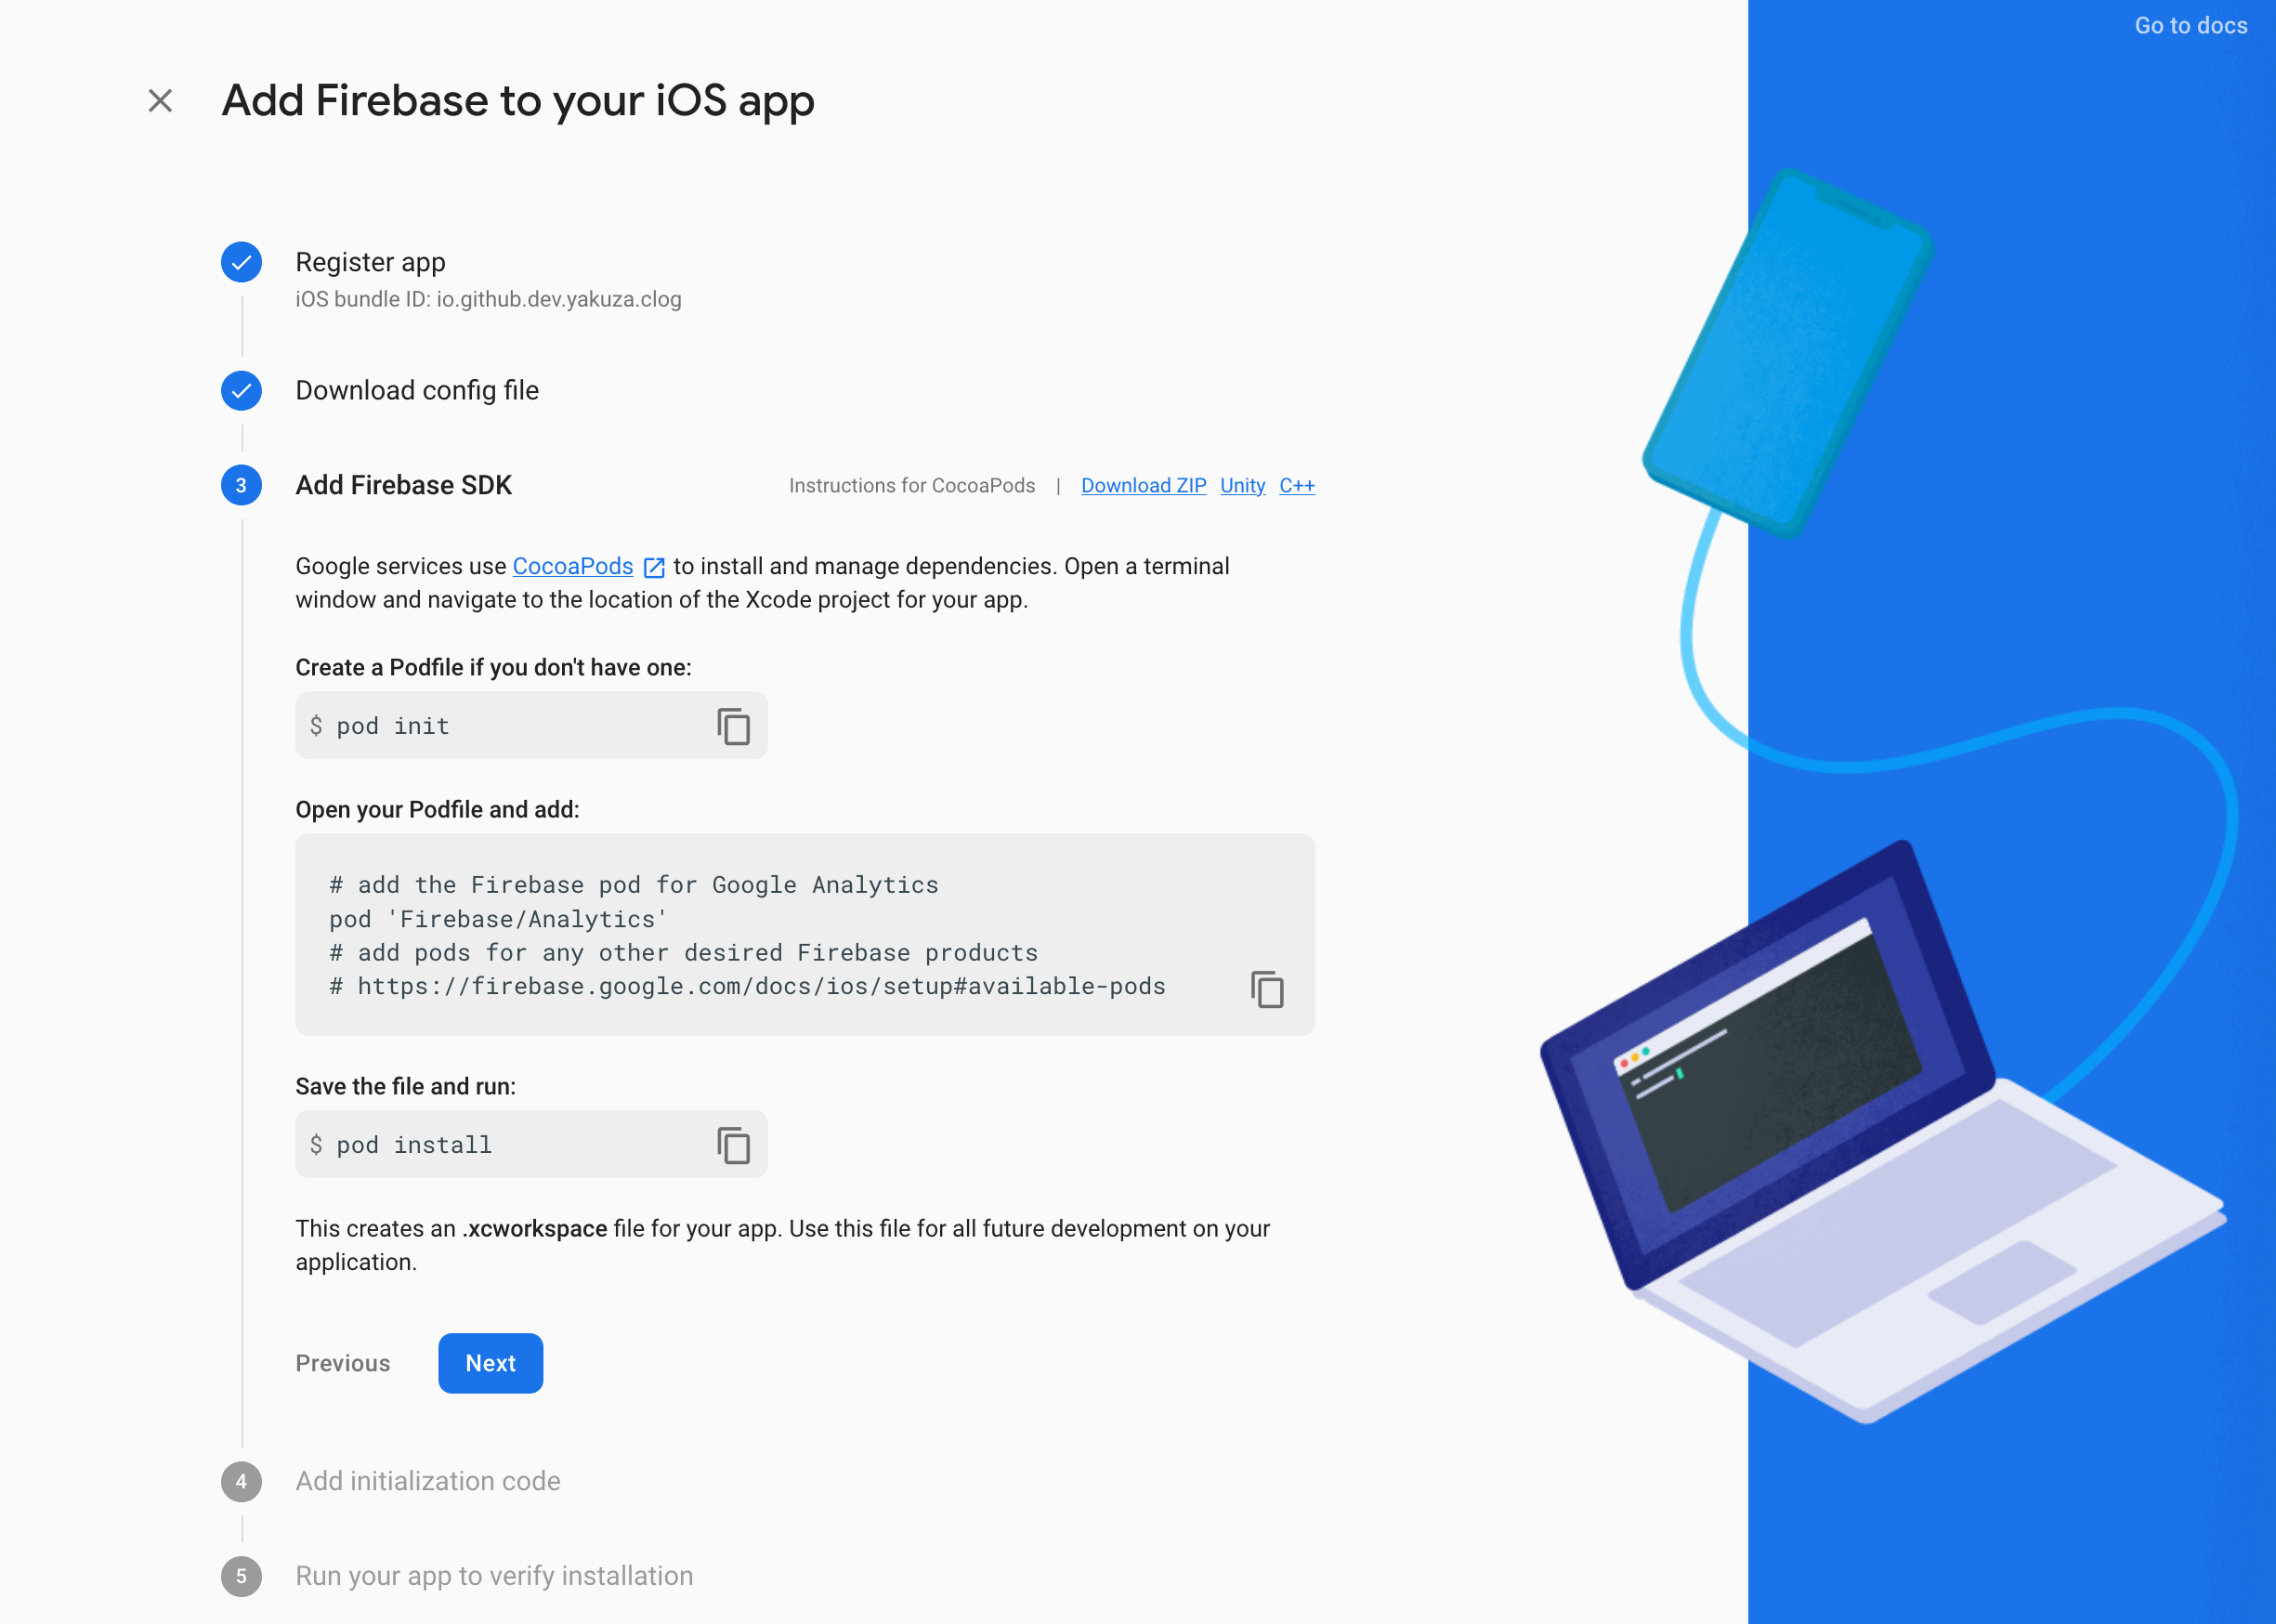 Go to docs
Add Firebase to your iOS app
Register app
iOS bundle ID: io.github.dev.yakuza.clog
Download config file
3
Add Firebase SDK
Instructions for CocoaPods | Download ZIP Unity C++
Google services use CocoaPods to install and manage dependencies. Open a terminal
window and navigate to the location of the Xcode project for your app.
Create a Podfile if you don't have one:
$ pod init
Open your Podfile and add:
# add the Firebase pod for Google Analytics
pod 'Firebase/Analytics'
# add pods for any other desired Firebase products
# https://firebase.google.com/docs/ios/setup#available-pods
Save the file and run:
$ pod install
This creates an .xcworkspace file for your app. Use this file for all future development on your
application.
Previous
Next
4
Add initialization code
5
Run your app to verify installation